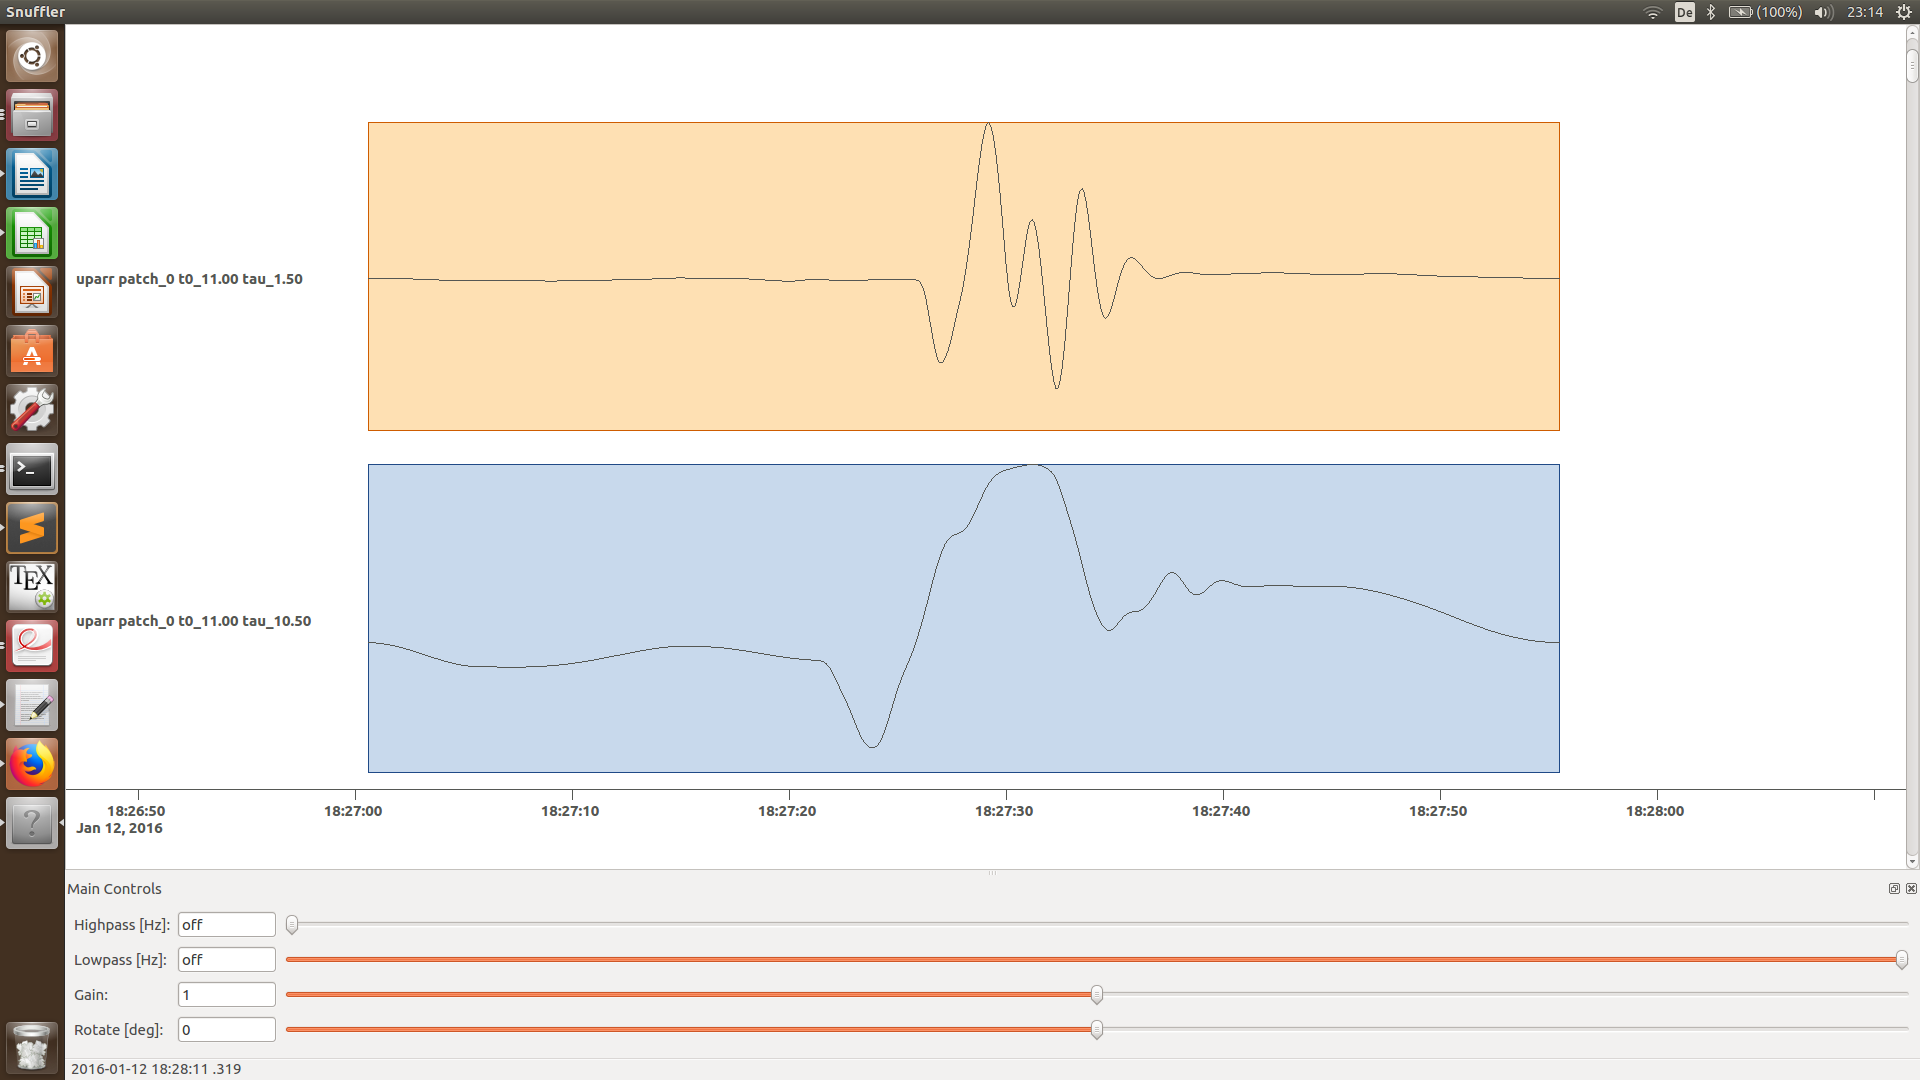 Snuffler
De (100%) 23:14
uparr patch_0 t0_11.00 tau_1.50
uparr patch_0 t0_11.00 tau_10.50
18:26:50 18:27:00 18:27:10 18:27:20 18:27:30 18:27:40 18:27:50 18:28:00
Jan 12, 2016
Main Controls
Highpass [Hz]: off
Lowpass [Hz]: off
Gain: 1
Rotate [deg]: 0
2016-01-12 18:28:11 .319
A
>_
TEX
?